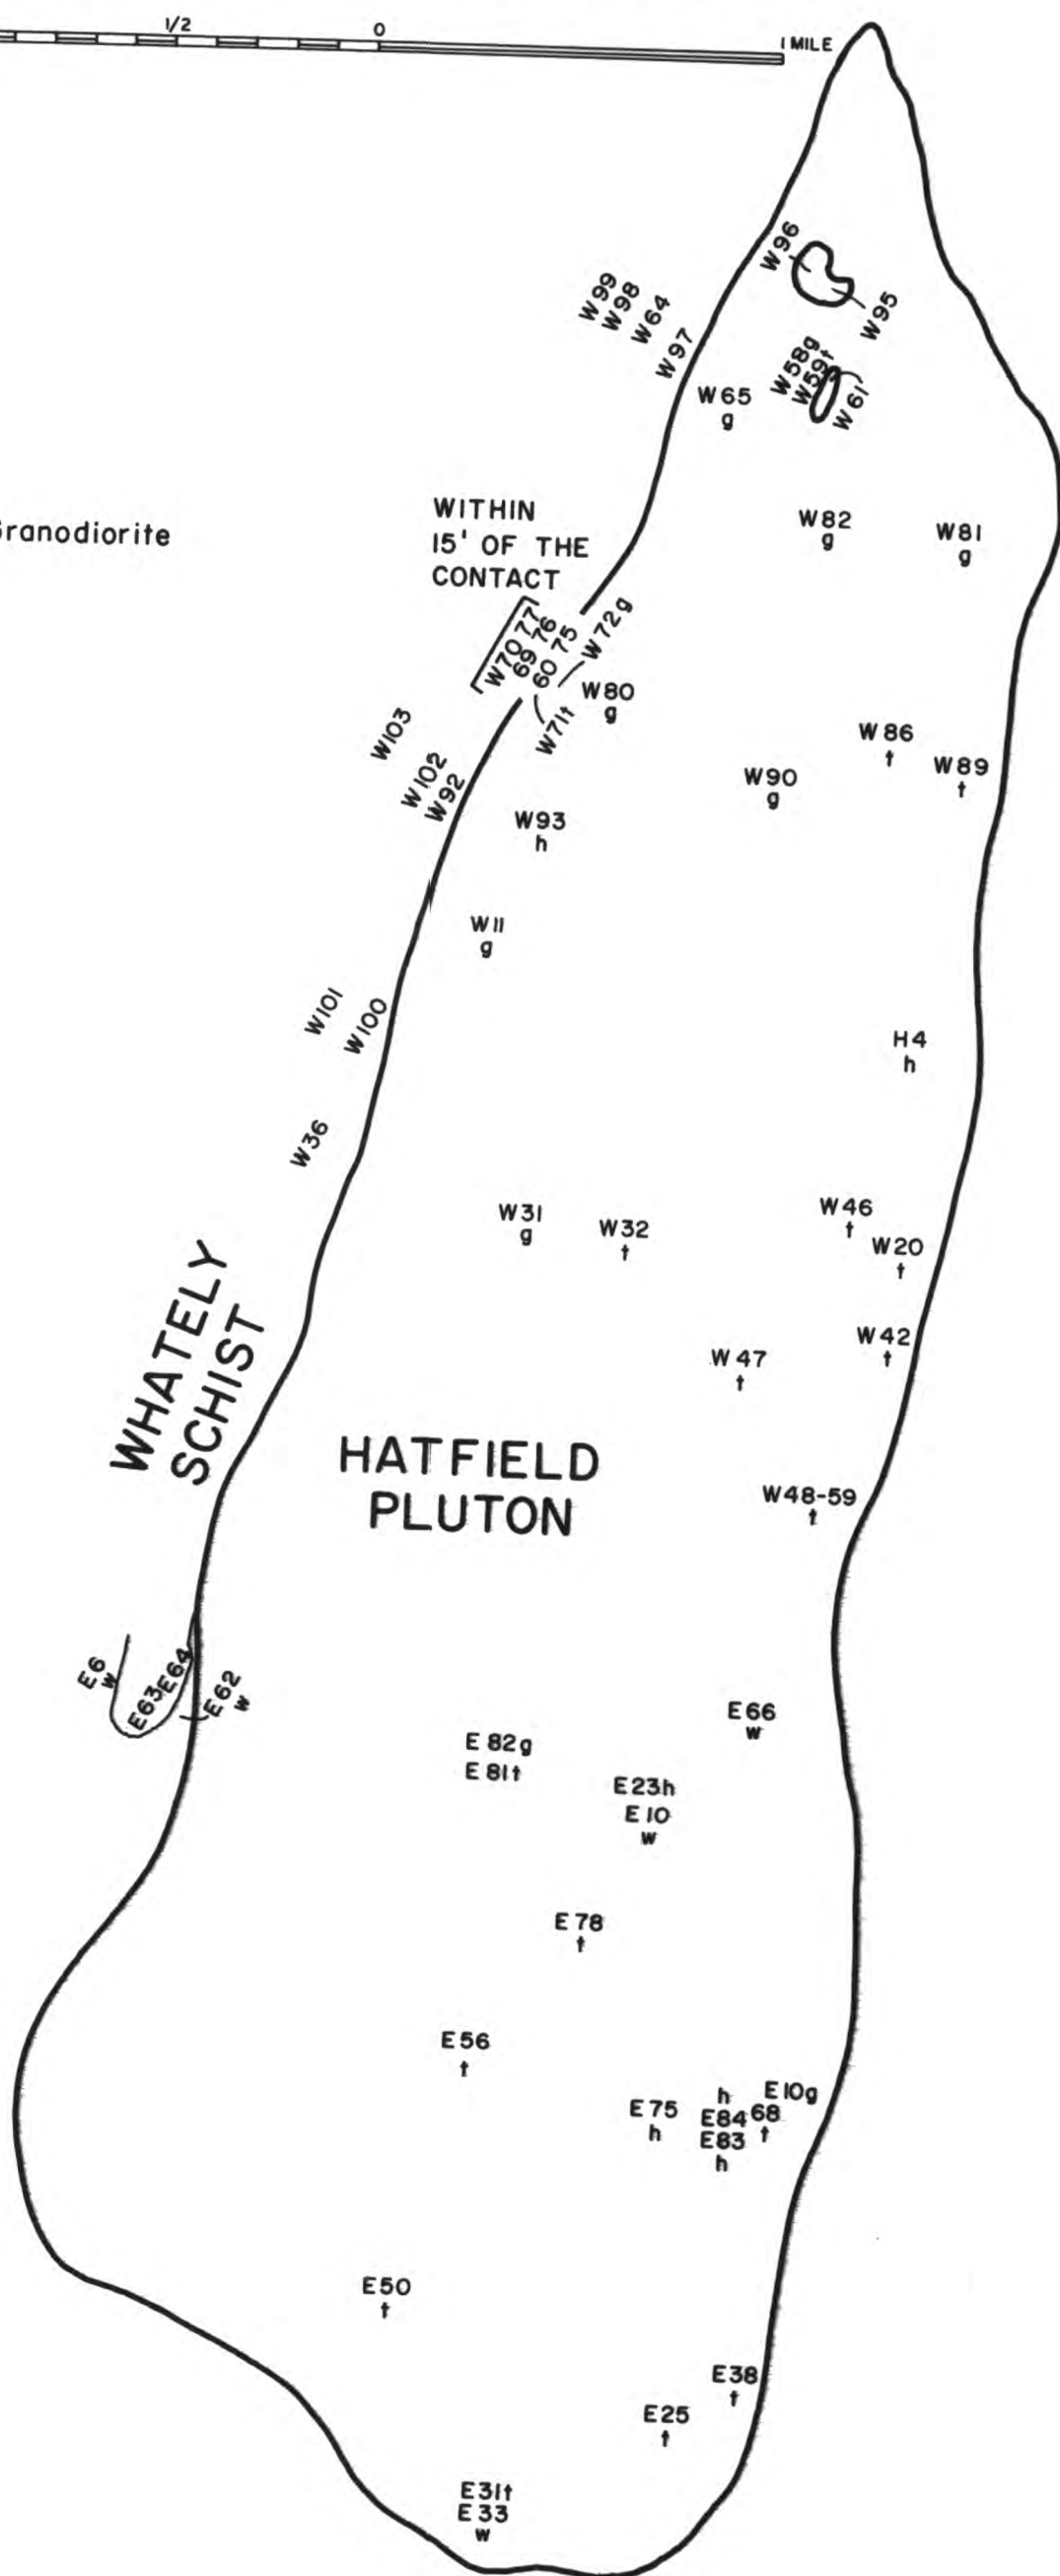 1/2
0
1 MILE
W96
W95
W99
W98
W64
W97
W58g
W59t
W61
W65
g
WITHIN
15' OF THE
CONTACT
W82
g
W81
g
ranodiorite
W70 77
69 76
60 75
W72g
W71t
W80
g
W103
W102
W92
W86
t
W89
t
W90
g
W93
h
W11
g
W101
W100
H4
h
W36
W31
g
W32
t
W46
t
W20
t
W42
t
W47
t
WHATELY
SCHIST
HATFIELD
PLUTON
W48-59
t
E6
w
E63
E64
E62
w
E66
w
E 82g
E 81t
E23h
E10
w
E78
t
E56
t
E75
h
h
E84
E83
h
E10g
68
t
E50
t
E38
t
E25
t
E31t
E33
w